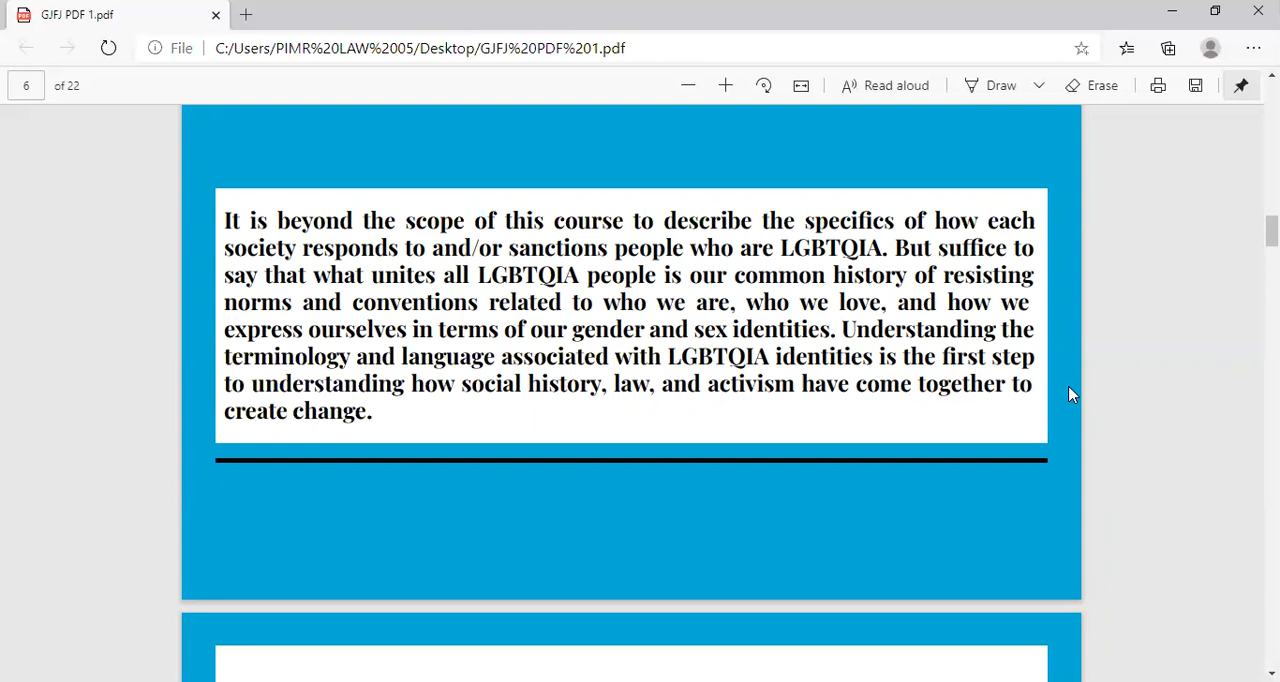 GJFJ PDF 1.pdf
File
C:/Users/PIMR%20LAW%2005/Desktop/GJFJ%20PDF%201.pdf
6 of 22
Read aloud
Draw
Erase
It is beyond the scope of this course to describe the specifics of how each
society responds to and/or sanctions people who are LGBTQIA. But suffice to
say that what unites all LGBTQIA people is our common history of resisting
norms and conventions related to who we are, who we love, and how we
express ourselves in terms of our gender and sex identities. Understanding the
terminology and language associated with LGBTQIA identities is the first step
to understanding how social history, law, and activism have come together to
create change.